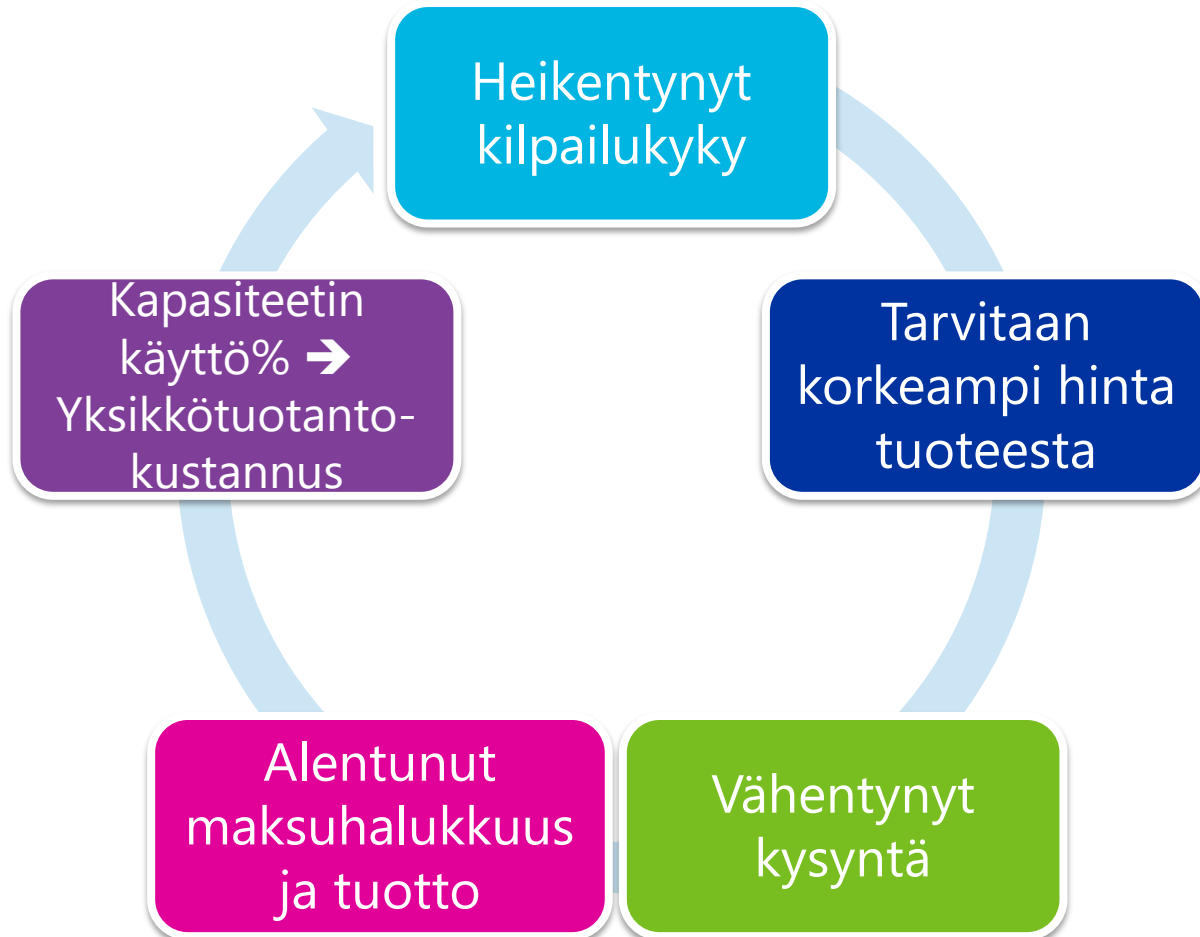 Heikentynyt
kilpailukyky
Tarvitaan
korkeampi hinta
tuoteesta
Vähentynyt
kysyntä
Alentunut
maksuhalukkuus
ja tuotto
Kapasiteetin
käyttö% ➔
Yksikkötuotanto-
kustannus